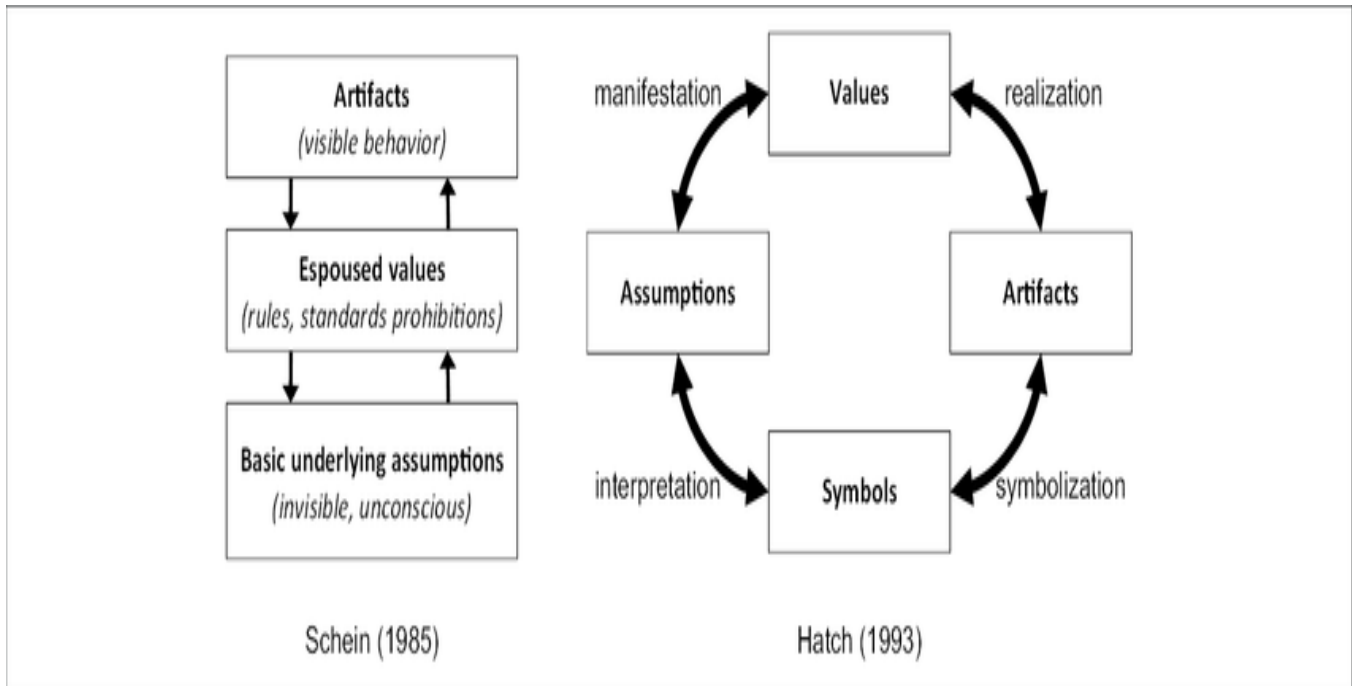 Artifacts
(visible behavior)
Espoused values
(rules, standards prohibitions)
Basic underlying assumptions
(invisible, unconscious)
Schein (1985)
manifestation
Values
realization
Assumptions
Artifacts
interpretation
Symbols
symbolization
Hatch (1993)